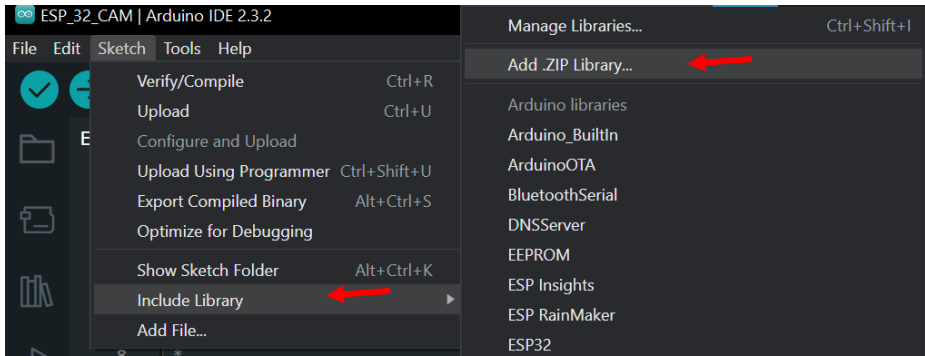 ESP_32_CAM | Arduino IDE 2.3.2
File Edit Sketch Tools Help
Verify/Compile Ctrl+R
Upload Ctrl+U
Configure and Upload
Upload Using Programmer Ctrl+Shift+U
Export Compiled Binary Alt+Ctrl+S
Optimize for Debugging
Show Sketch Folder Alt+Ctrl+K
Include Library
Add File...
E
8 *
Manage Libraries... Ctrl+Shift+I
Add .ZIP Library...
Arduino libraries
Arduino_BuiltIn
ArduinoOTA
BluetoothSerial
DNSServer
EEPROM
ESP Insights
ESP RainMaker
ESP32